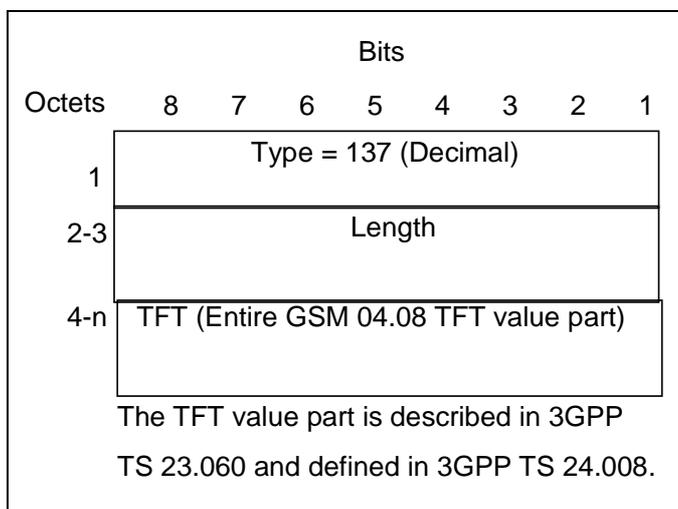 Bits
Octets 8 7 6 5 4 3 2 1
1 Type = 137 (Decimal)
2-3 Length
4-n TFT (Entire GSM 04.08 TFT value part)
The TFT value part is described in 3GPP
TS 23.060 and defined in 3GPP TS 24.008.